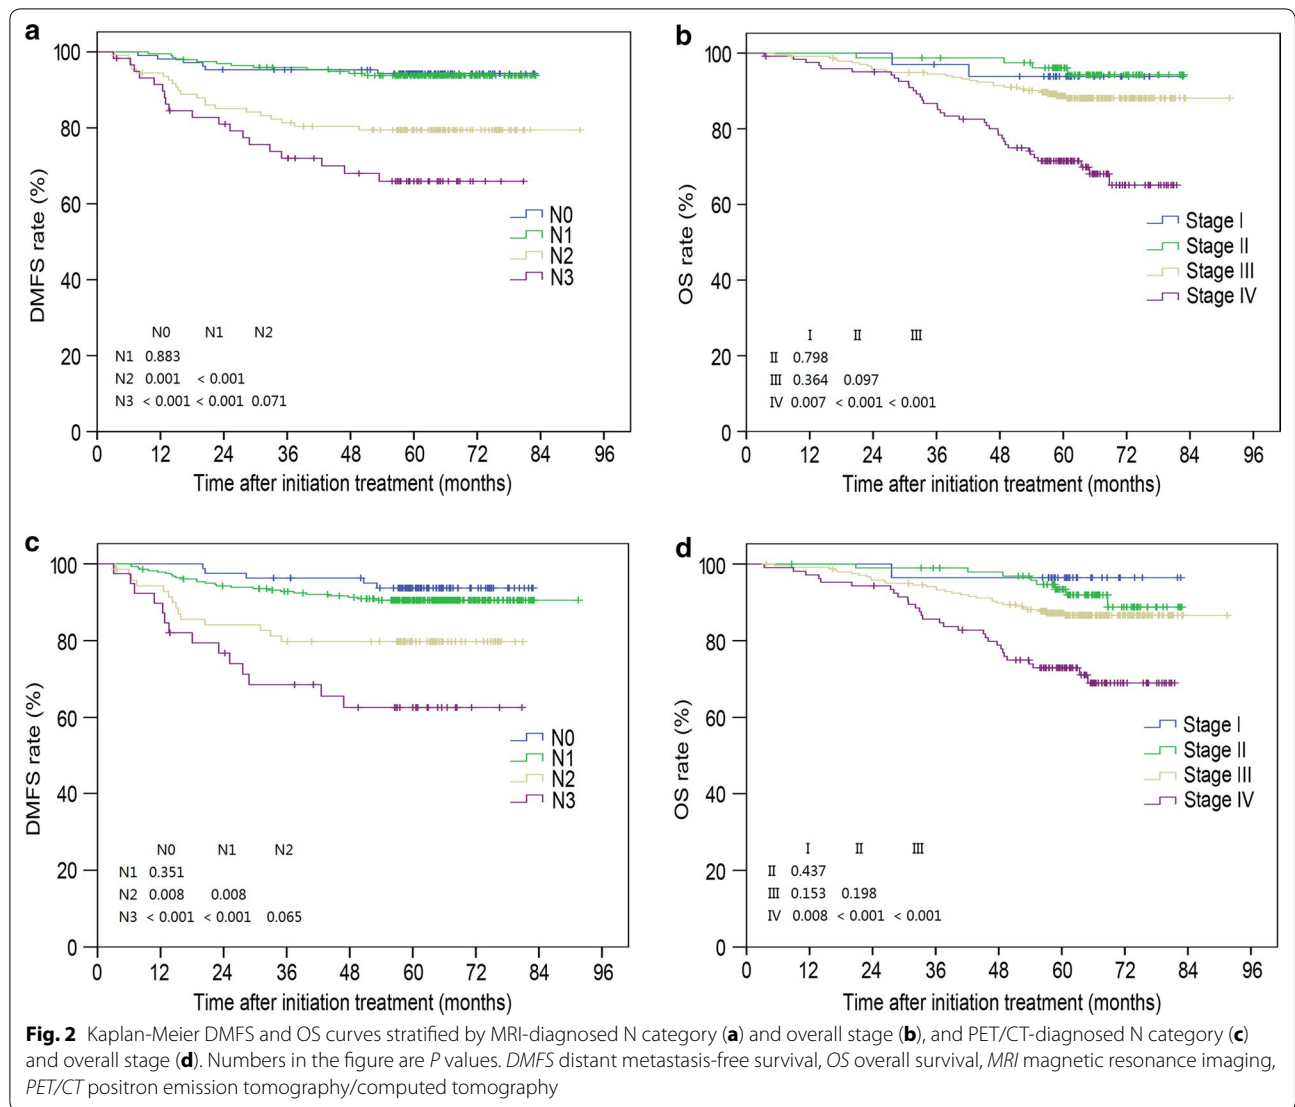 a
DMFS rate (%)
100
80
60
40
20
0
N0
N1
N2
N3
N0 N1 N2
N1 0.883
N2 0.001 < 0.001
N3 < 0.001 < 0.001 0.071
0 12 24 36 48 60 72 84 96
Time after initiation treatment (months)
b
OS rate (%)
100
80
60
40
20
0
Stage I
Stage II
Stage III
Stage IV
I II III
II 0.798
III 0.364 0.097
IV 0.007 < 0.001 < 0.001
0 12 24 36 48 60 72 84 96
Time after initiation treatment (months)
c
DMFS rate (%)
100
80
60
40
20
0
N0
N1
N2
N3
N0 N1 N2
N1 0.351
N2 0.008 0.008
N3 < 0.001 < 0.001 0.065
0 12 24 36 48 60 72 84 96
Time after initiation treatment (months)
d
OS rate (%)
100
80
60
40
20
0
Stage I
Stage II
Stage III
Stage IV
I II III
II 0.437
III 0.153 0.198
IV 0.008 < 0.001 < 0.001
0 12 24 36 48 60 72 84 96
Time after initiation treatment (months)
Fig. 2 Kaplan-Meier DMFS and OS curves stratified by MRI-diagnosed N category (a) and overall stage (b), and PET/CT-diagnosed N category (c)
and overall stage (d). Numbers in the figure are P values. DMFS distant metastasis-free survival, OS overall survival, MRI magnetic resonance imaging,
PET/CT positron emission tomography/computed tomography